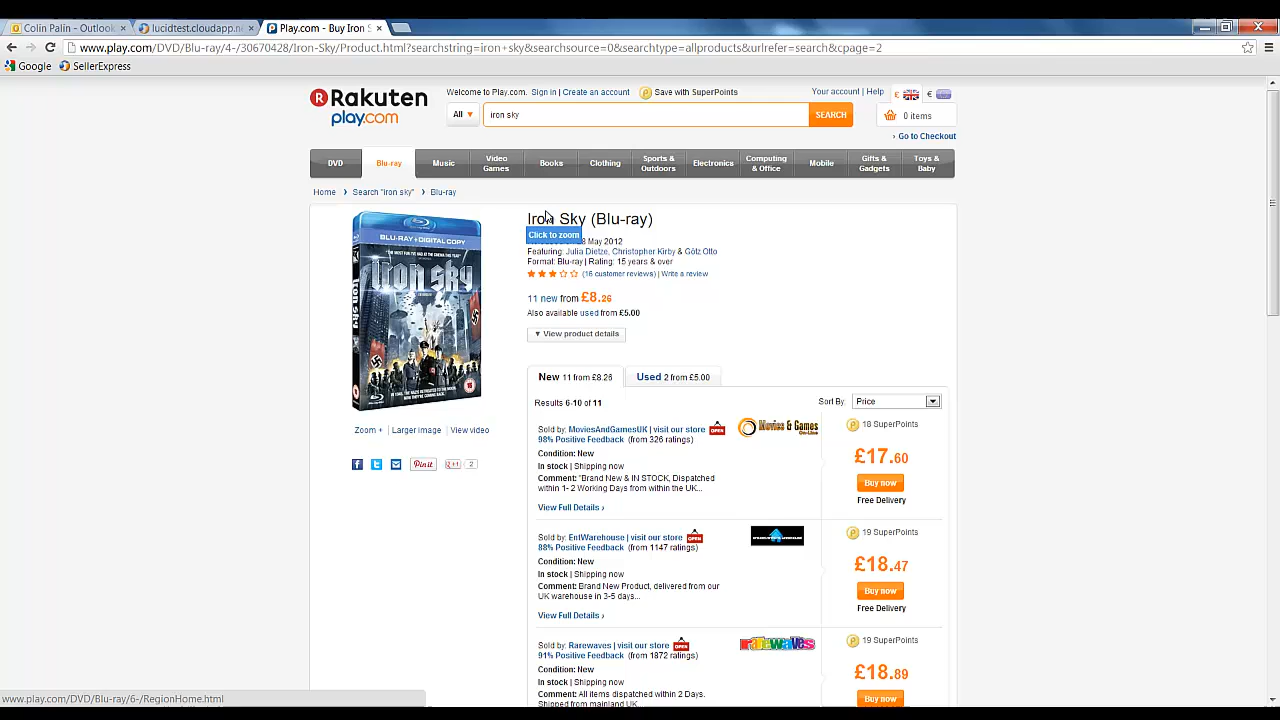 Colin Palin - Outlook
lucidtest.cloudapp.ne
Play.com - Buy Iron S
www.play.com/DVD/Blu-ray/4-/30670428/Iron-Sky/Product.html?searchstring=iron+sky&searchsource=0&searchtype=allproducts&urlrefer=search&cpage=2
Google SellerExpress
Rakuten
play.com
Welcome to Play.com. Sign in | Create an account Save with SuperPoints Your account | Help £ €
All ▼ iron sky SEARCH 0 items
› Go to Checkout
DVD Blu-ray Music Video Games Books Clothing Sports & Outdoors Electronics Computing & Office Mobile Gifts & Gadgets Toys & Baby
Home › Search "iron sky" › Blu-ray
BLU-RAY + DIGITAL COPY
IRON SKY
Iron Sky (Blu-ray)
Click to zoom
28 May 2012
Featuring: Julia Dietze, Christopher Kirby & Götz Otto
Format: Blu-ray | Rating: 15 years & over
(16 customer reviews) | Write a review
11 new from £8.26
Also available used from £5.00
▼ View product details
Zoom + | Larger image | View video
Pinit +1 2
New 11 from £8.26 Used 2 from £5.00
Results 6-10 of 11 Sort By: Price
Sold by: MoviesAndGamesUK | visit our store OPEN
98% Positive Feedback (from 326 ratings)
Movies & Games
On-Line
Condition: New
In stock | Shipping now
Comment: "Brand New & IN STOCK, Dispatched
within 1- 2 Working Days from within the UK...
View Full Details ›
18 SuperPoints
£17.60
Buy now
Free Delivery
Sold by: EntWarehouse | visit our store OPEN
88% Positive Feedback (from 1147 ratings)
Condition: New
In stock | Shipping now
Comment: Brand New Product, delivered from our
UK warehouse in 3-5 days...
View Full Details ›
19 SuperPoints
£18.47
Buy now
Free Delivery
Sold by: Rarewaves | visit our store OPEN
91% Positive Feedback (from 1872 ratings)
rarewaves
Condition: New
In stock | Shipping now
Comment: All items dispatched within 2 Days.
Shipped from mainland UK...
19 SuperPoints
£18.89
Buy now
www.play.com/DVD/Blu-ray/6-/RegionHome.html